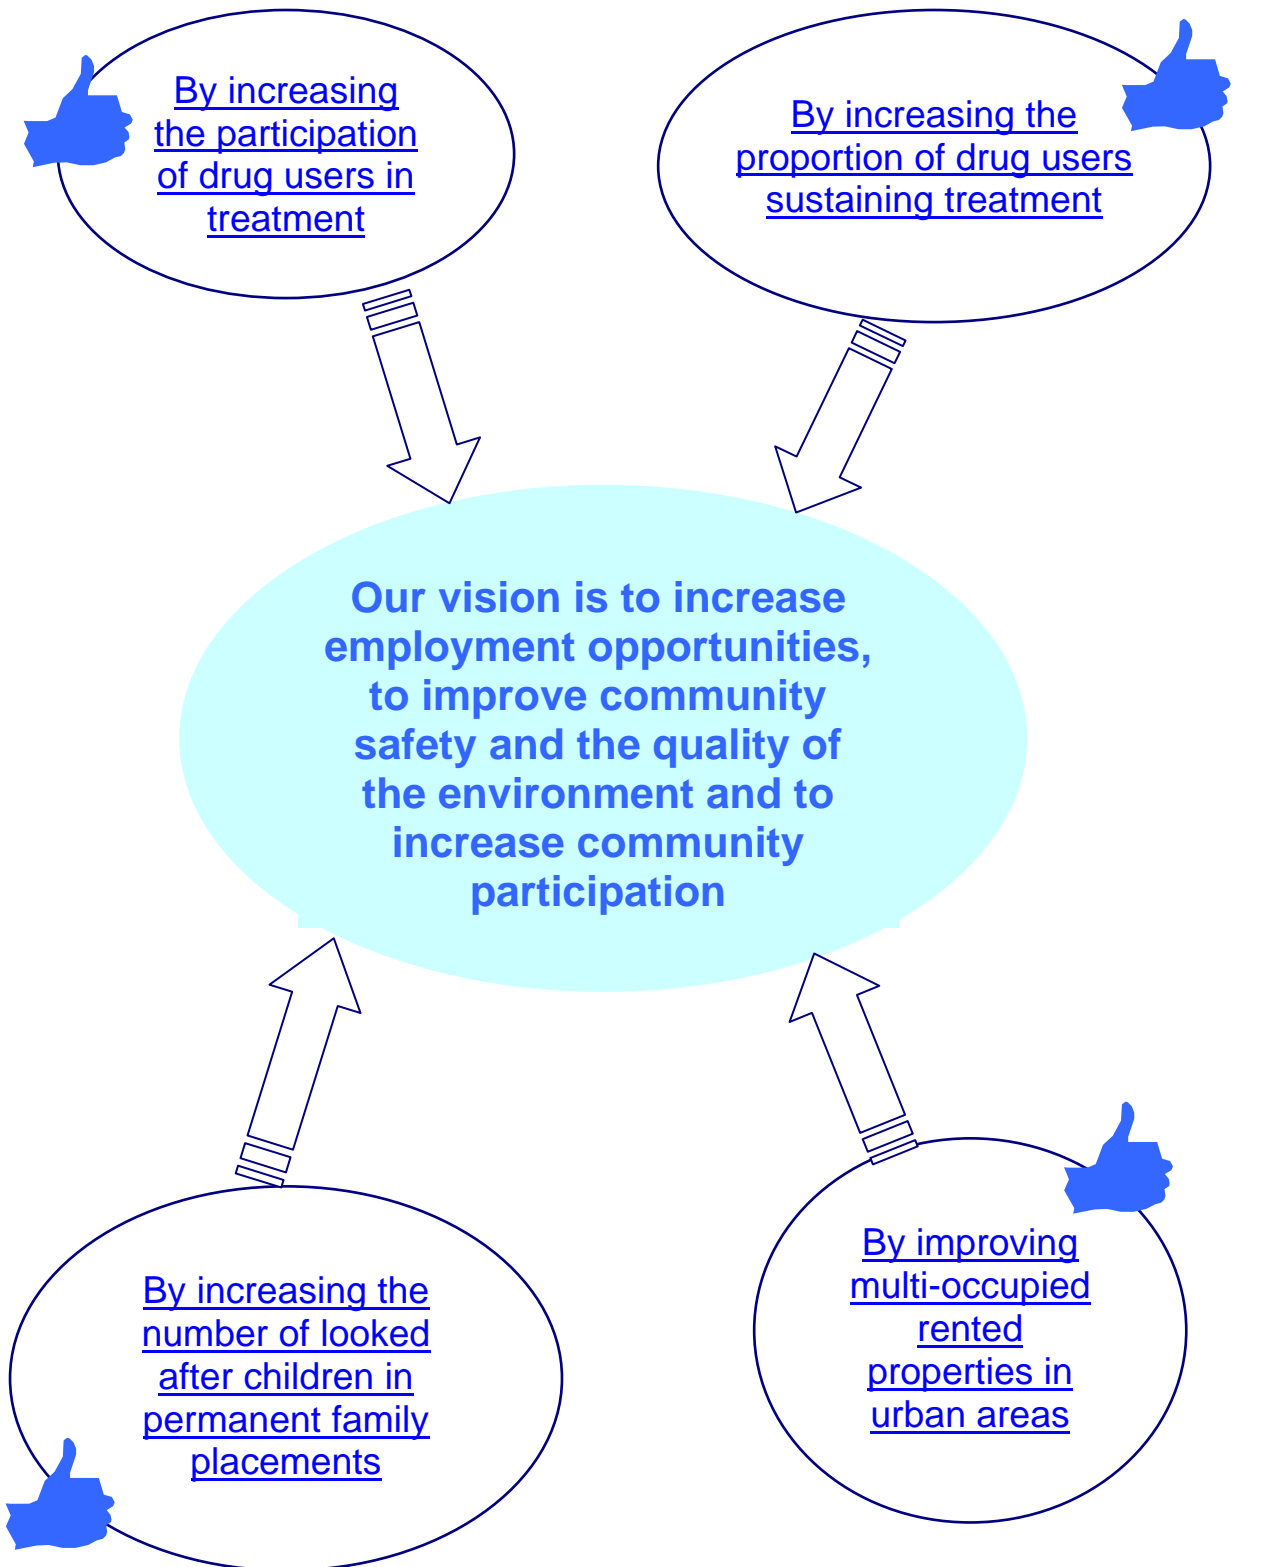 By increasing
the participation
of drug users in
treatment
By increasing the
proportion of drug users
sustaining treatment
Our vision is to increase
employment opportunities,
to improve community
safety and the quality of
the environment and to
increase community
participation
By increasing the
number of looked
after children in
permanent family
placements
By improving
multi-occupied
rented
properties in
urban areas